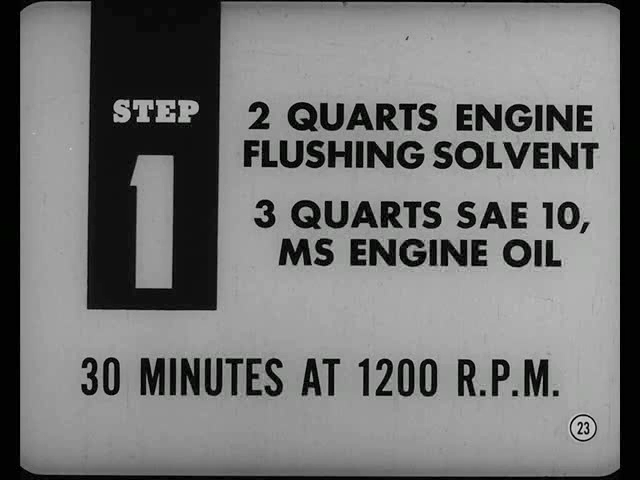 STEP
1
2 QUARTS ENGINE
FLUSHING SOLVENT
3 QUARTS SAE 10,
MS ENGINE OIL
30 MINUTES AT 1200 R.P.M.
23